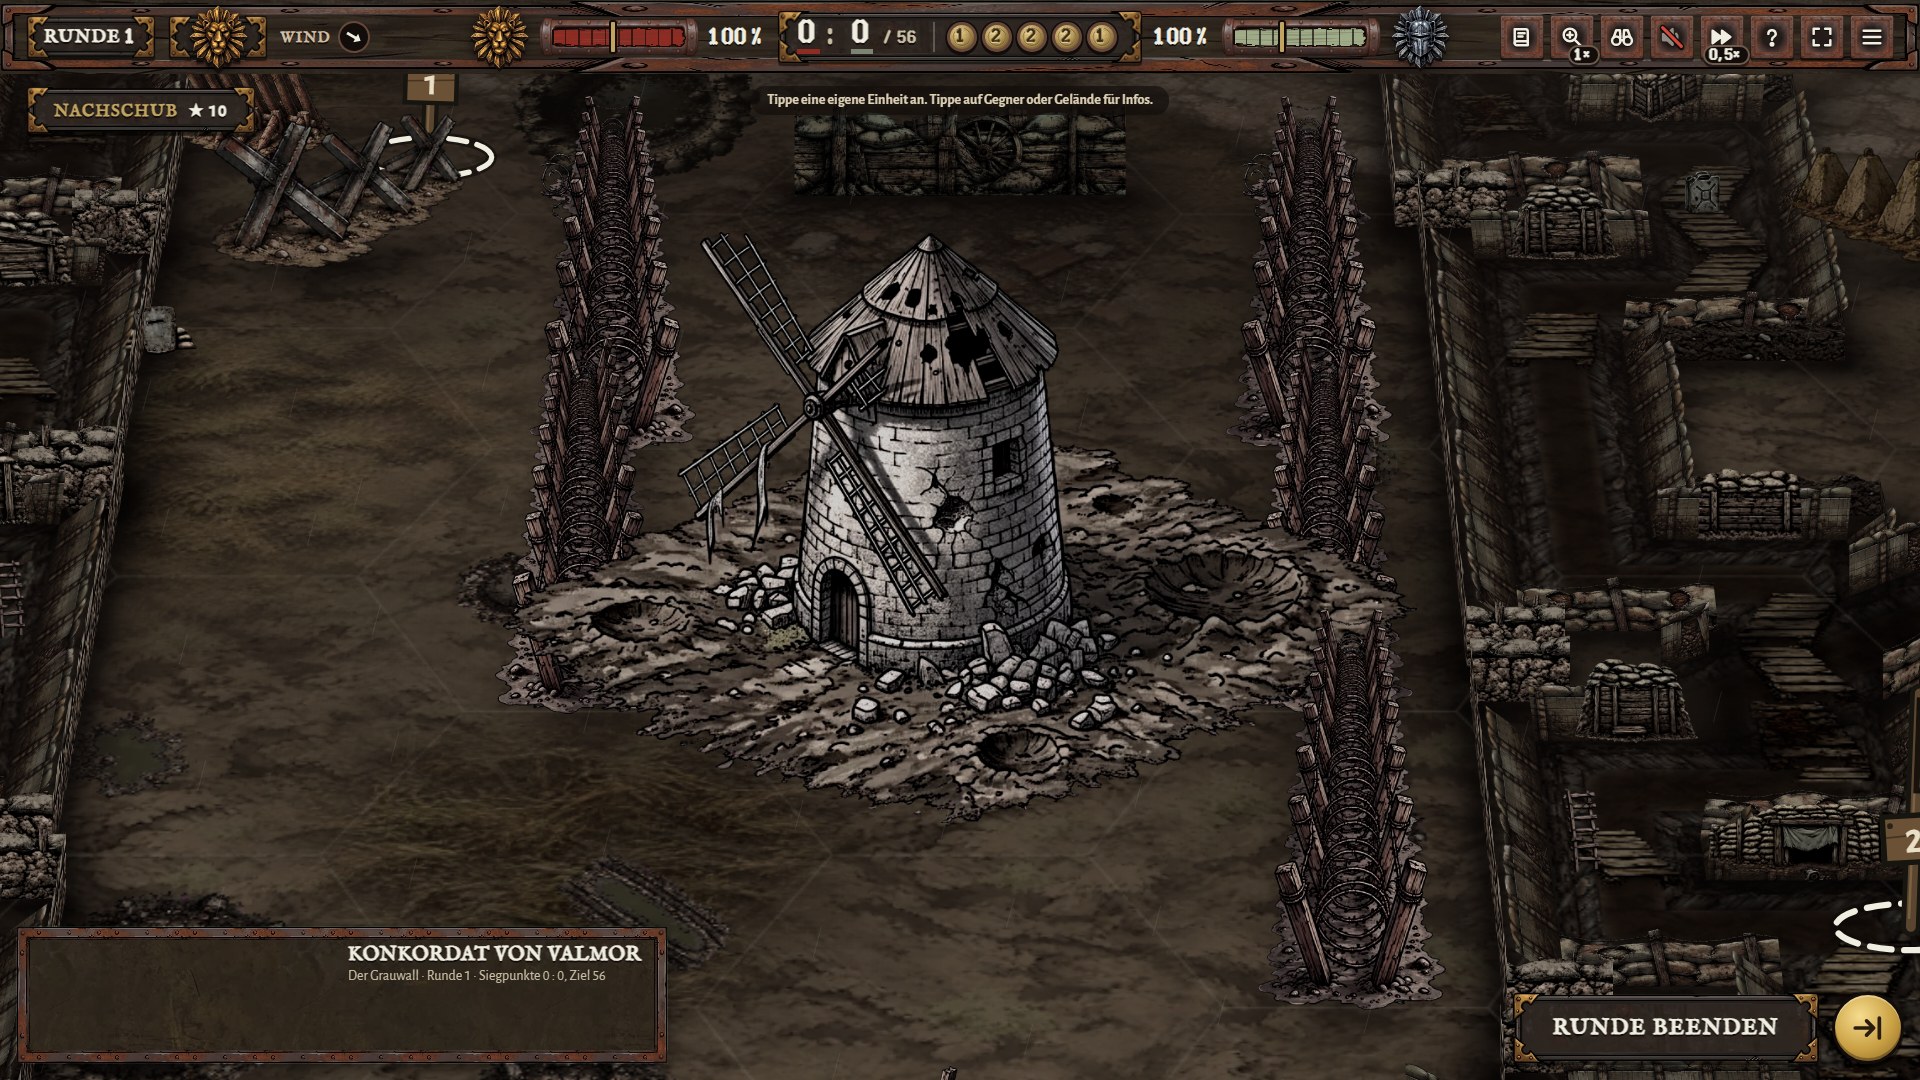 RUNDE 1
WIND
100 %
0 : 0 / 56
1 2 2 2 1
100 %
1×
0,5×
?
NACHSCHUB ★ 10
1
Tippe eine eigene Einheit an. Tippe auf Gegner oder Gelände für Infos.
2
KONKORDAT VON VALMOR
Der Grauwall · Runde 1 · Siegpunkte 0 : 0, Ziel 56
RUNDE BEENDEN